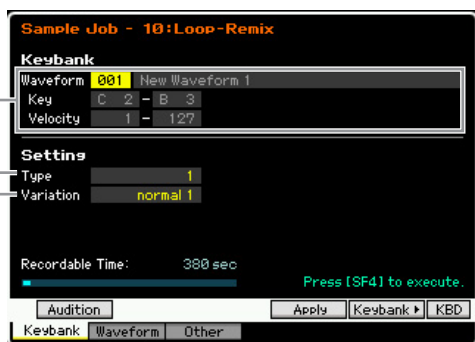 Sample Job - 10:Loop-Remix
Keybank
Waveform 001 New Waveform 1
Key C 2 - B 3
Velocity 1 - 127
Setting
Type 1
Variation normal 1
Recordable Time: 380 sec
Press [SF4] to execute.
Audition Apply Keybank ▶ KBD
Keybank Waveform Other